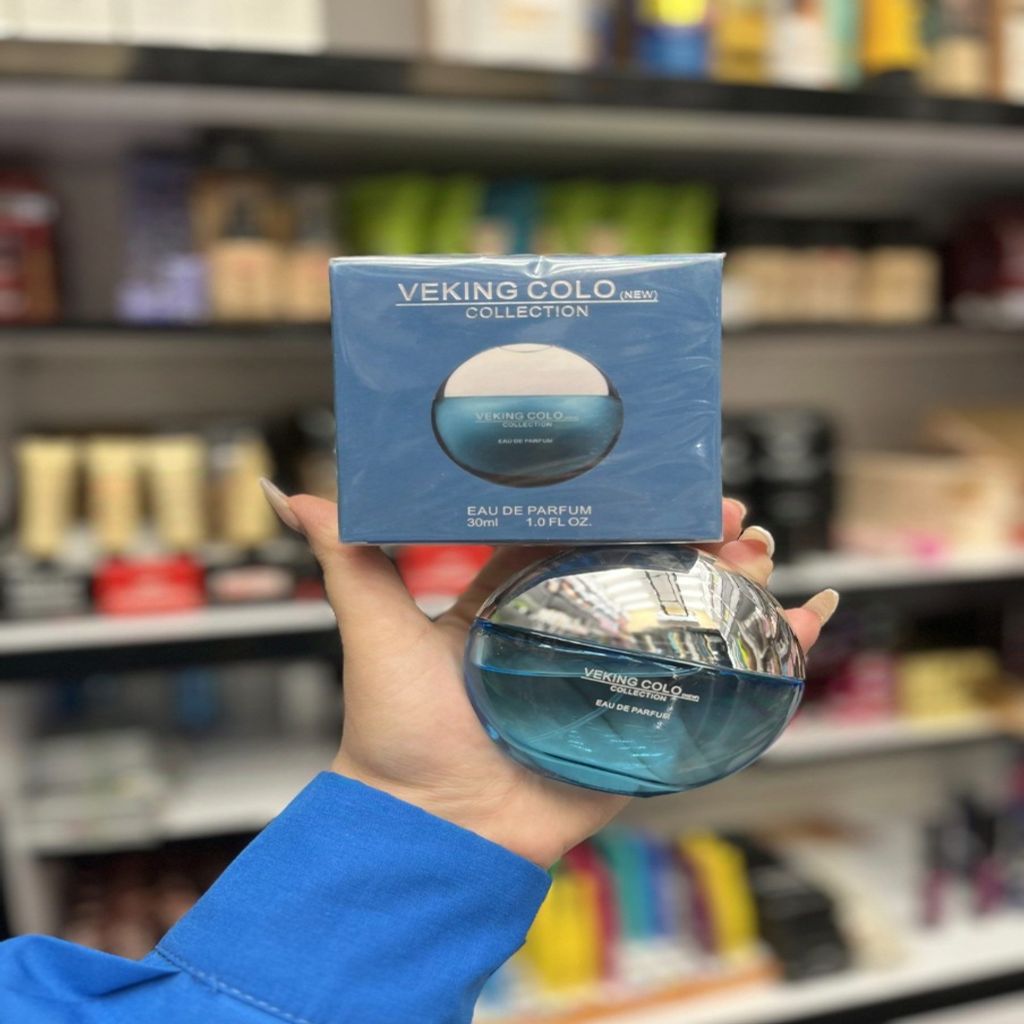 VEKING COLO (NEW)
COLLECTION
VEKING COLO
COLLECTION
EAU DE PARFUM
EAU DE PARFUM
30ml 1.0 FL OZ.
VEKING COLO (NEW)
COLLECTION
EAU DE PARFUM